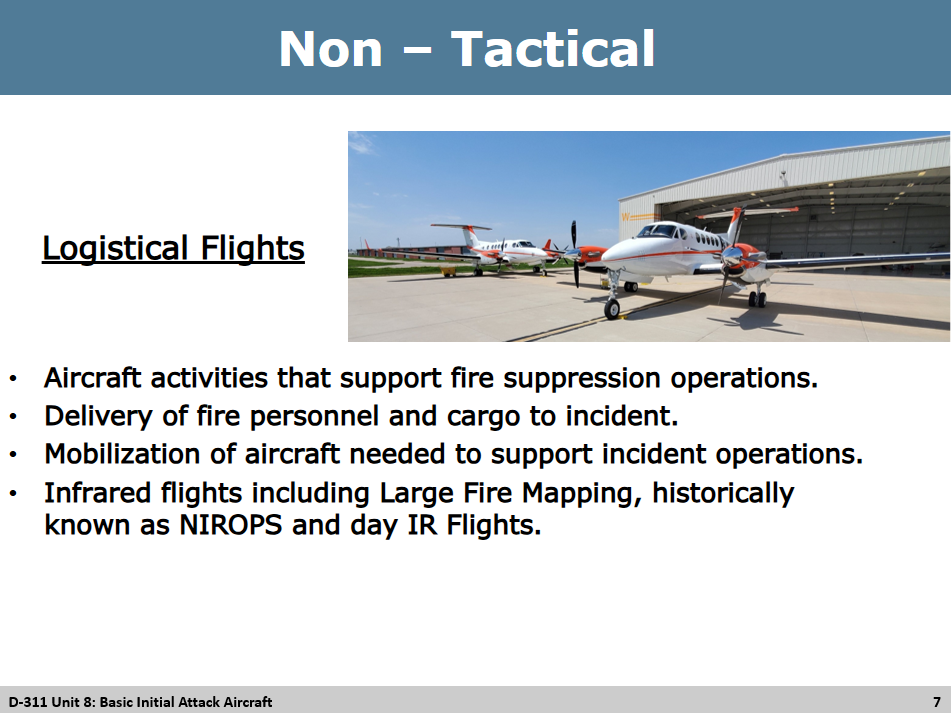 Non – Tactical
Logistical Flights
• Aircraft activities that support fire suppression operations.
• Delivery of fire personnel and cargo to incident.
• Mobilization of aircraft needed to support incident operations.
• Infrared flights including Large Fire Mapping, historically
known as NIROPS and day IR Flights.
D-311 Unit 8: Basic Initial Attack Aircraft
7